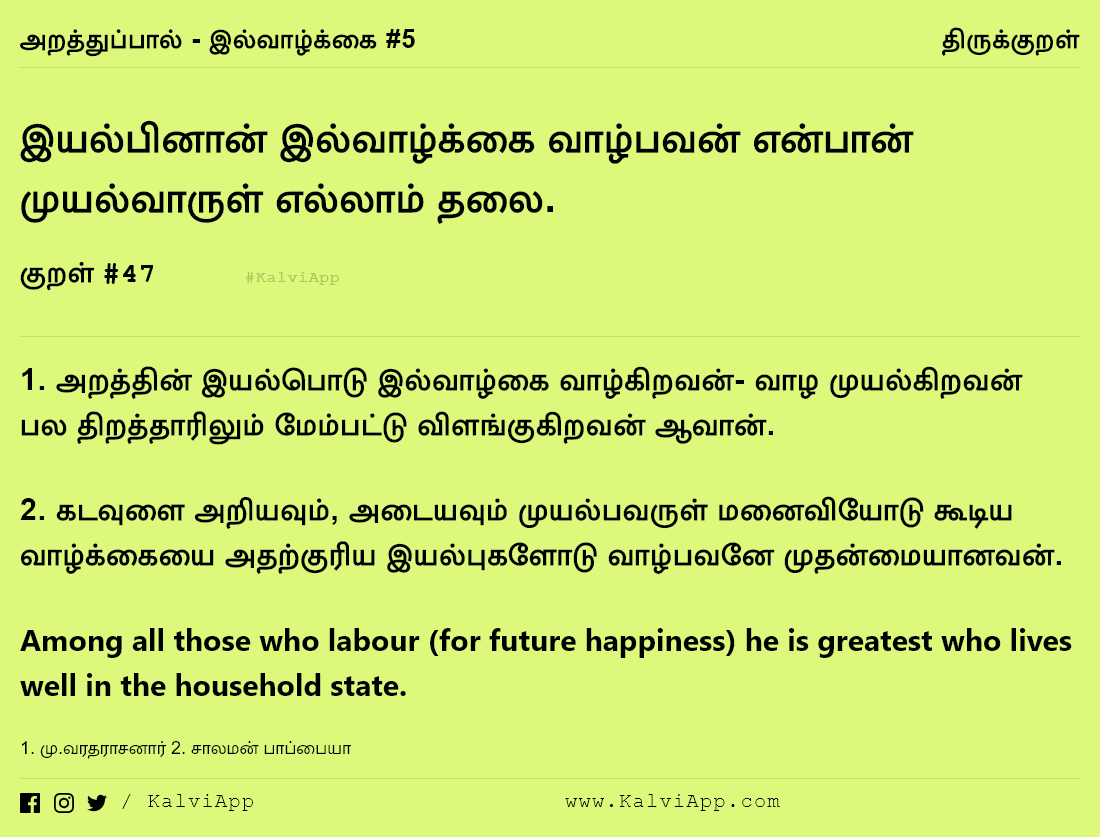 அறத்துப்பால் - இல்வாழ்க்கை #5
திருக்குறள்
இயல்பினான் இல்வாழ்க்கை வாழ்பவன் என்பான்
முயல்வாருள் எல்லாம் தலை.
குறள் #47
#KalviApp
1. அறத்தின் இயல்பொடு இல்வாழ்கை வாழ்கிறவன்- வாழ முயல்கிறவன்
பல திறத்தாரிலும் மேம்பட்டு விளங்குகிறவன் ஆவான்.
2. கடவுளை அறியவும், அடையவும் முயல்பவருள் மனைவியோடு கூடிய
வாழ்க்கையை அதற்குரிய இயல்புகளோடு வாழ்பவனே முதன்மையானவன்.
Among all those who labour (for future happiness) he is greatest who lives
well in the household state.
1. மு.வரதராசனார் 2. சாலமன் பாப்பையா
/ KalviApp
www.KalviApp.com